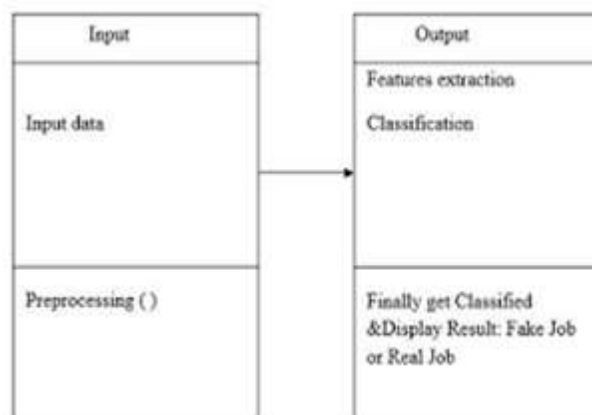 Input
Input data
Preprocessing ( )
Output
Features extraction
Classification
Finally get Classified
&Display Result: Fake Job
or Real Job